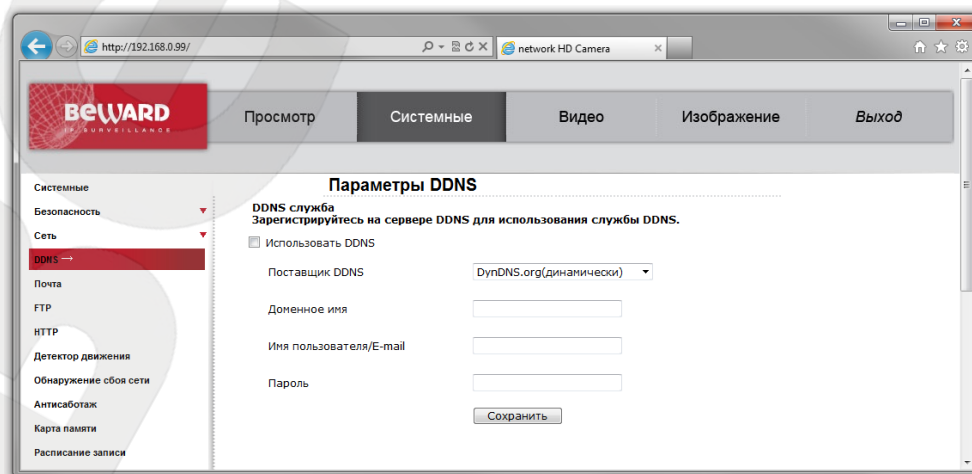 http://192.168.0.99/
network HD Camera
BEWARD
IP SURVEILLANCE
Просмотр
Системные
Видео
Изображение
Выход
Системные
Безопасность
Сеть
DDNS →
Почта
FTP
HTTP
Детектор движения
Обнаружение сбоя сети
Антисаботаж
Карта памяти
Расписание записи
Параметры DDNS
DDNS служба
Зарегистрируйтесь на сервере DDNS для использования службы DDNS.
Использовать DDNS
Поставщик DDNS
DynDNS.org(динамически)
Доменное имя
Имя пользователя/E-mail
Пароль
Сохранить